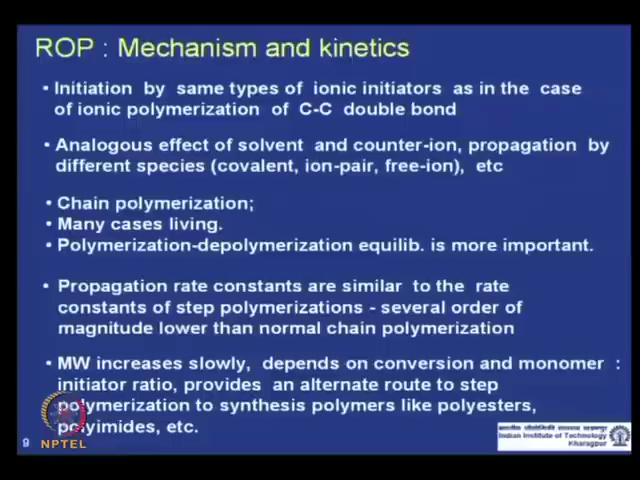 ROP : Mechanism and kinetics
• Initiation by same types of ionic initiators as in the case
of ionic polymerization of C-C double bond
• Analogous effect of solvent and counter-ion, propagation by
different species (covalent, ion-pair, free-ion), etc
• Chain polymerization;
• Many cases living.
• Polymerization-depolymerization equilib. is more important.
• Propagation rate constants are similar to the rate
constants of step polymerizations - several order of
magnitude lower than normal chain polymerization
• MW increases slowly, depends on conversion and monomer :
initiator ratio, provides an alternate route to step
polymerization to synthesis polymers like polyesters,
polyimides, etc.
9
NPTEL
भारतीय प्रौद्योगिकी संस्थान खड़गपुर
Indian Institute of Technology
Kharagpur